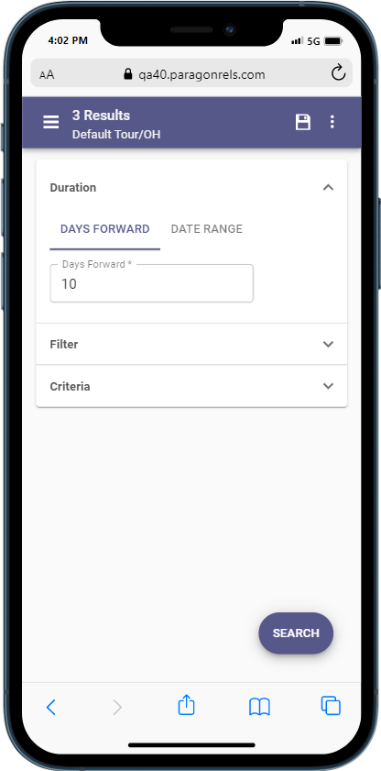 4:02 PM
5G
AA
qa40.paragonrels.com
3 Results
Default Tour/OH
Duration
DAYS FORWARD
DATE RANGE
Days Forward *
10
Filter
Criteria
SEARCH